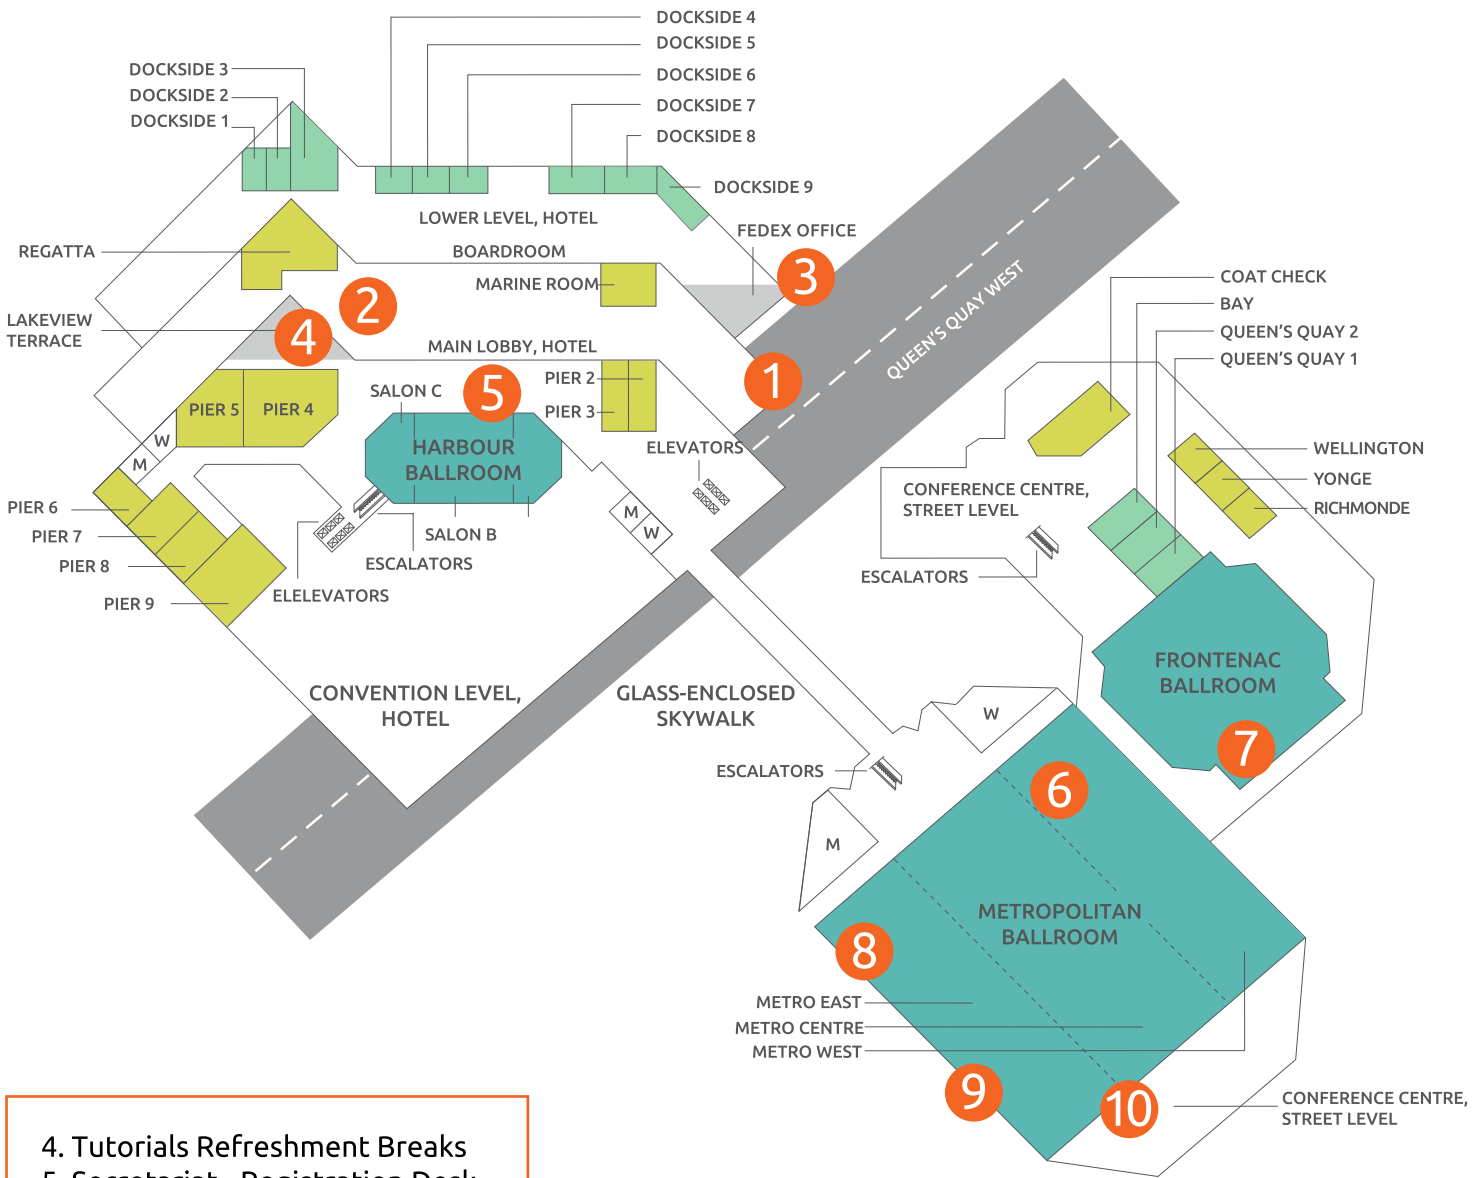 DOCKSIDE 4
DOCKSIDE 5
DOCKSIDE 3
DOCKSIDE 6
DOCKSIDE 2
DOCKSIDE 7
DOCKSIDE 1
DOCKSIDE 8
DOCKSIDE 9
LOWER LEVEL, HOTEL
FEDEX OFFICE
REGATTA
BOARDROOM
MARINE ROOM
3
QUEEN'S QUAY WEST
COAT CHECK
BAY
2
LAKEVIEW
TERRACE
4
QUEEN'S QUAY 2
MAIN LOBBY, HOTEL
QUEEN'S QUAY 1
PIER 2
1
SALON C
5
PIER 5
PIER 4
PIER 3
W
M
HARBOUR
BALLROOM
ELEVATORS
WELLINGTON
YONGE
RICHMONDE
CONFERENCE CENTRE,
STREET LEVEL
PIER 6
PIER 7
PIER 8
PIER 9
SALON B
ESCALATORS
ELELEVATORS
M
W
ESCALATORS
FRONTENAC
BALLROOM
CONVENTION LEVEL,
HOTEL
GLASS-ENCLOSED
SKYWALK
W
7
ESCALATORS
6
M
METROPOLITAN
BALLROOM
8
METRO EAST
METRO CENTRE
METRO WEST
9
10
CONFERENCE CENTRE,
STREET LEVEL
4. Tutorials Refreshment Breaks